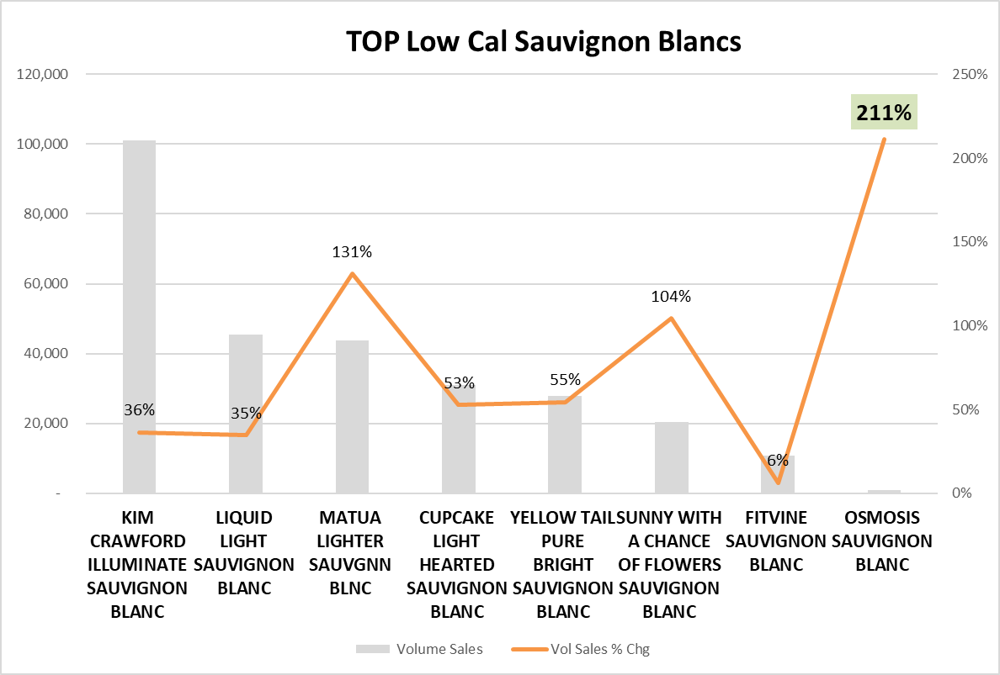 TOP Low Cal Sauvignon Blancs
120,000
100,000
80,000
60,000
40,000
20,000
-
250%
200%
150%
100%
50%
0%
36%
35%
131%
53%
55%
104%
6%
211%
KIM
CRAWFORD
ILLUMINATE
SAUVIGNON
BLANC
LIQUID
LIGHT
SAUVIGNON
BLANC
MATUA
LIGHTER
SAUVGNN
BLNC
CUPCAKE
LIGHT
HEARTED
SAUVIGNON
BLANC
YELLOW TAIL
PURE
BRIGHT
SAUVIGNON
BLANC
SUNNY WITH
A CHANCE
OF FLOWERS
SAUVIGNON
BLANC
FITVINE
SAUVIGNON
BLANC
OSMOSIS
SAUVIGNON
BLANC
Volume Sales
Vol Sales % Chg